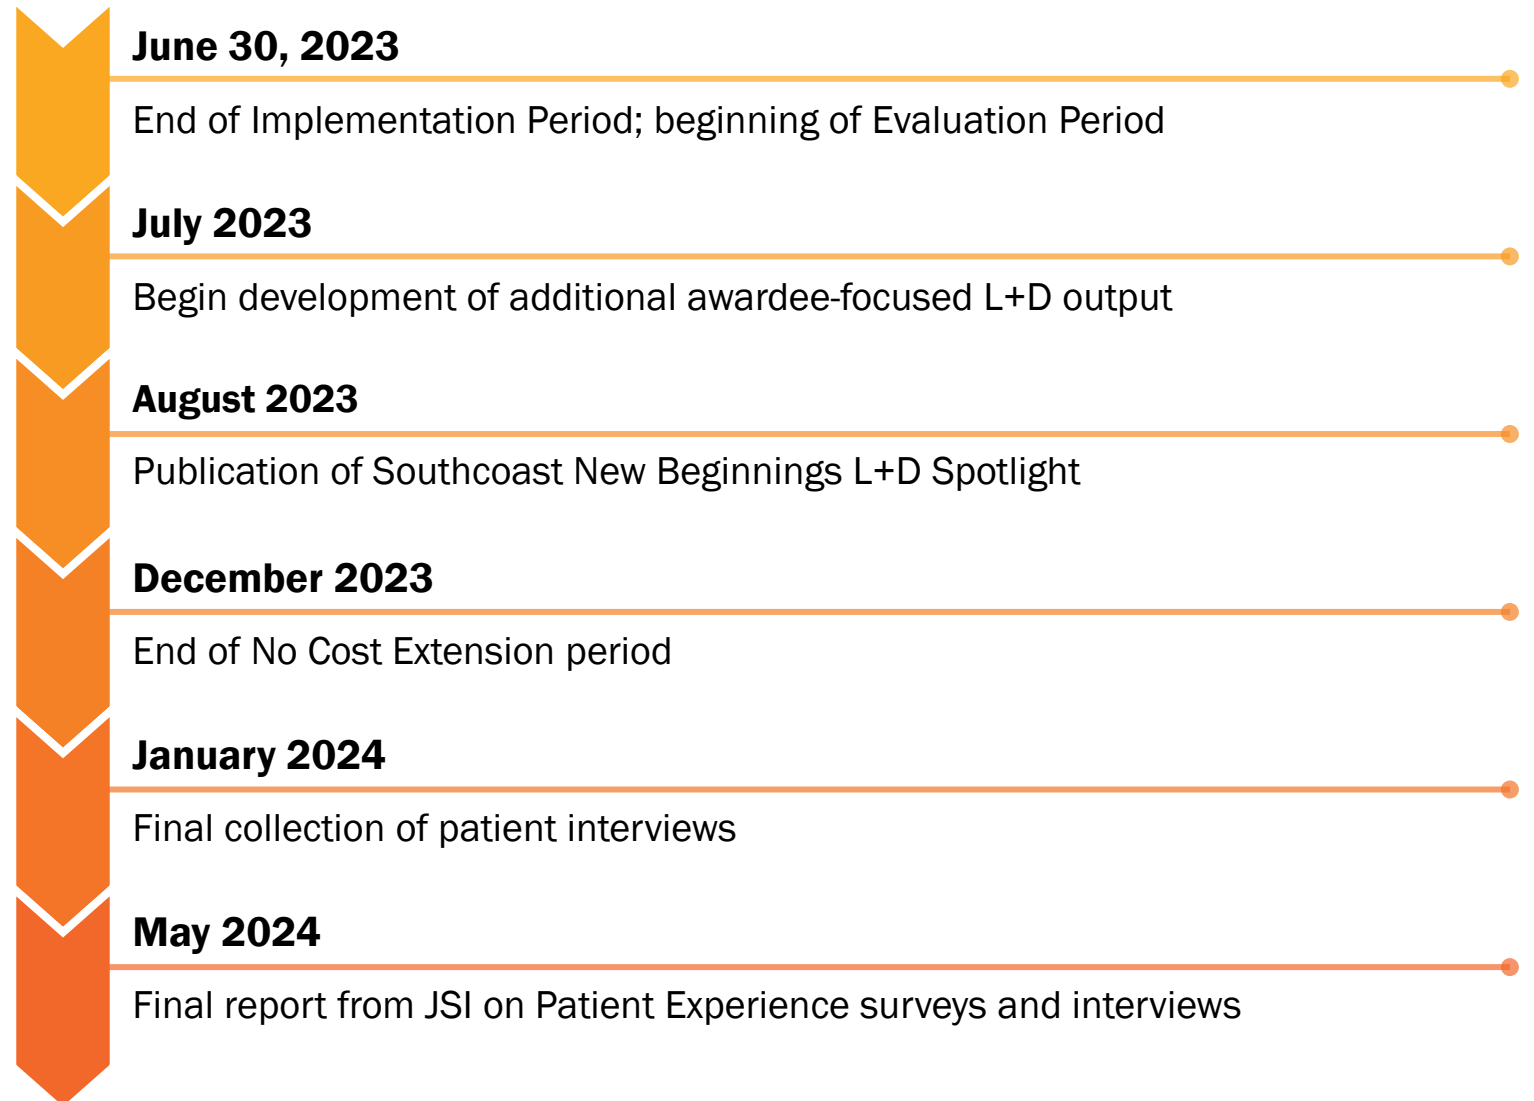 June 30, 2023
End of Implementation Period; beginning of Evaluation Period
July 2023
Begin development of additional awardee-focused L+D output
August 2023
Publication of Southcoast New Beginnings L+D Spotlight
December 2023
End of No Cost Extension period
January 2024
Final collection of patient interviews
May 2024
Final report from JSI on Patient Experience surveys and interviews